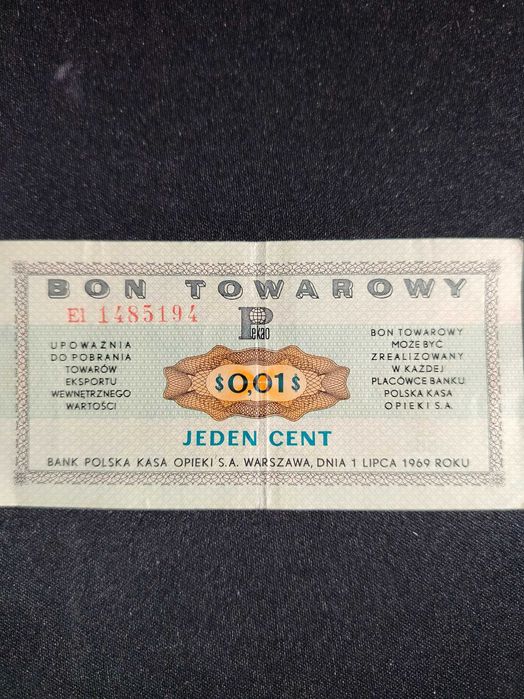 BON TOWAROWY
El 1485194
Pekao
UPOWAŻNIA
DO POBRANIA
TOWARÓW
EKSPORTU
WEWNĘTRZNEGO
WARTOŚCI
$0,01$
BON TOWAROWY
MOŻE BYĆ
ZREALIZOWANY
W KAŻDEJ
PLACÓWCE BANKU
POLSKA KASA
OPIEKI S.A.
JEDEN CENT
BANK POLSKA KASA OPIEKI S.A. WARSZAWA, DNIA 1 LIPCA 1969 ROKU